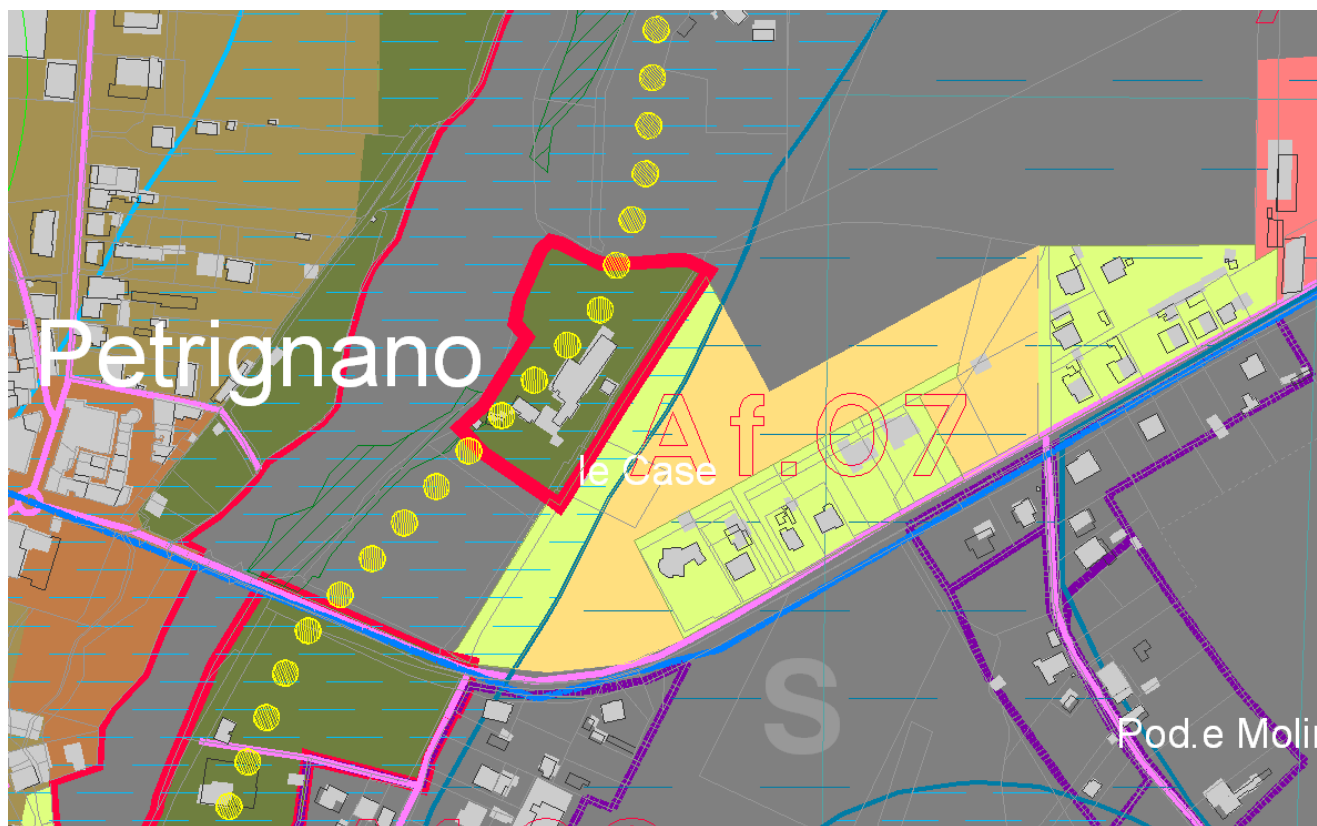 Petrignano
Af.07
le Case
S
Pod.e Molin